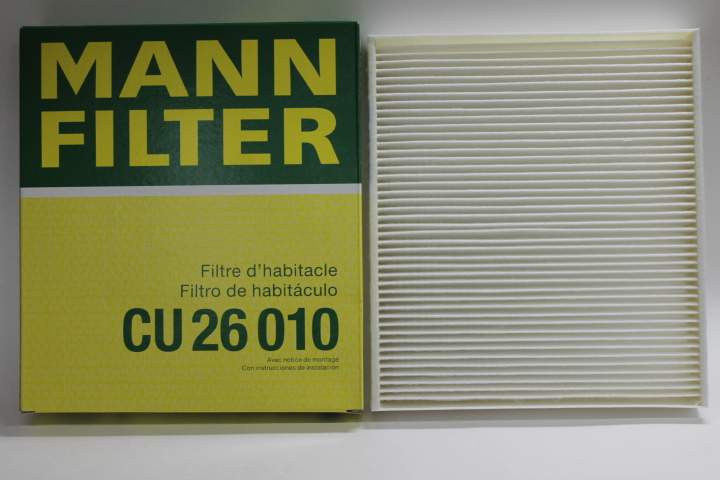 MANN
FILTER
Filtre d'habitacle
Filtro de habitáculo
CU 26 010
Avec notice de montage
Con instrucciones de instalación